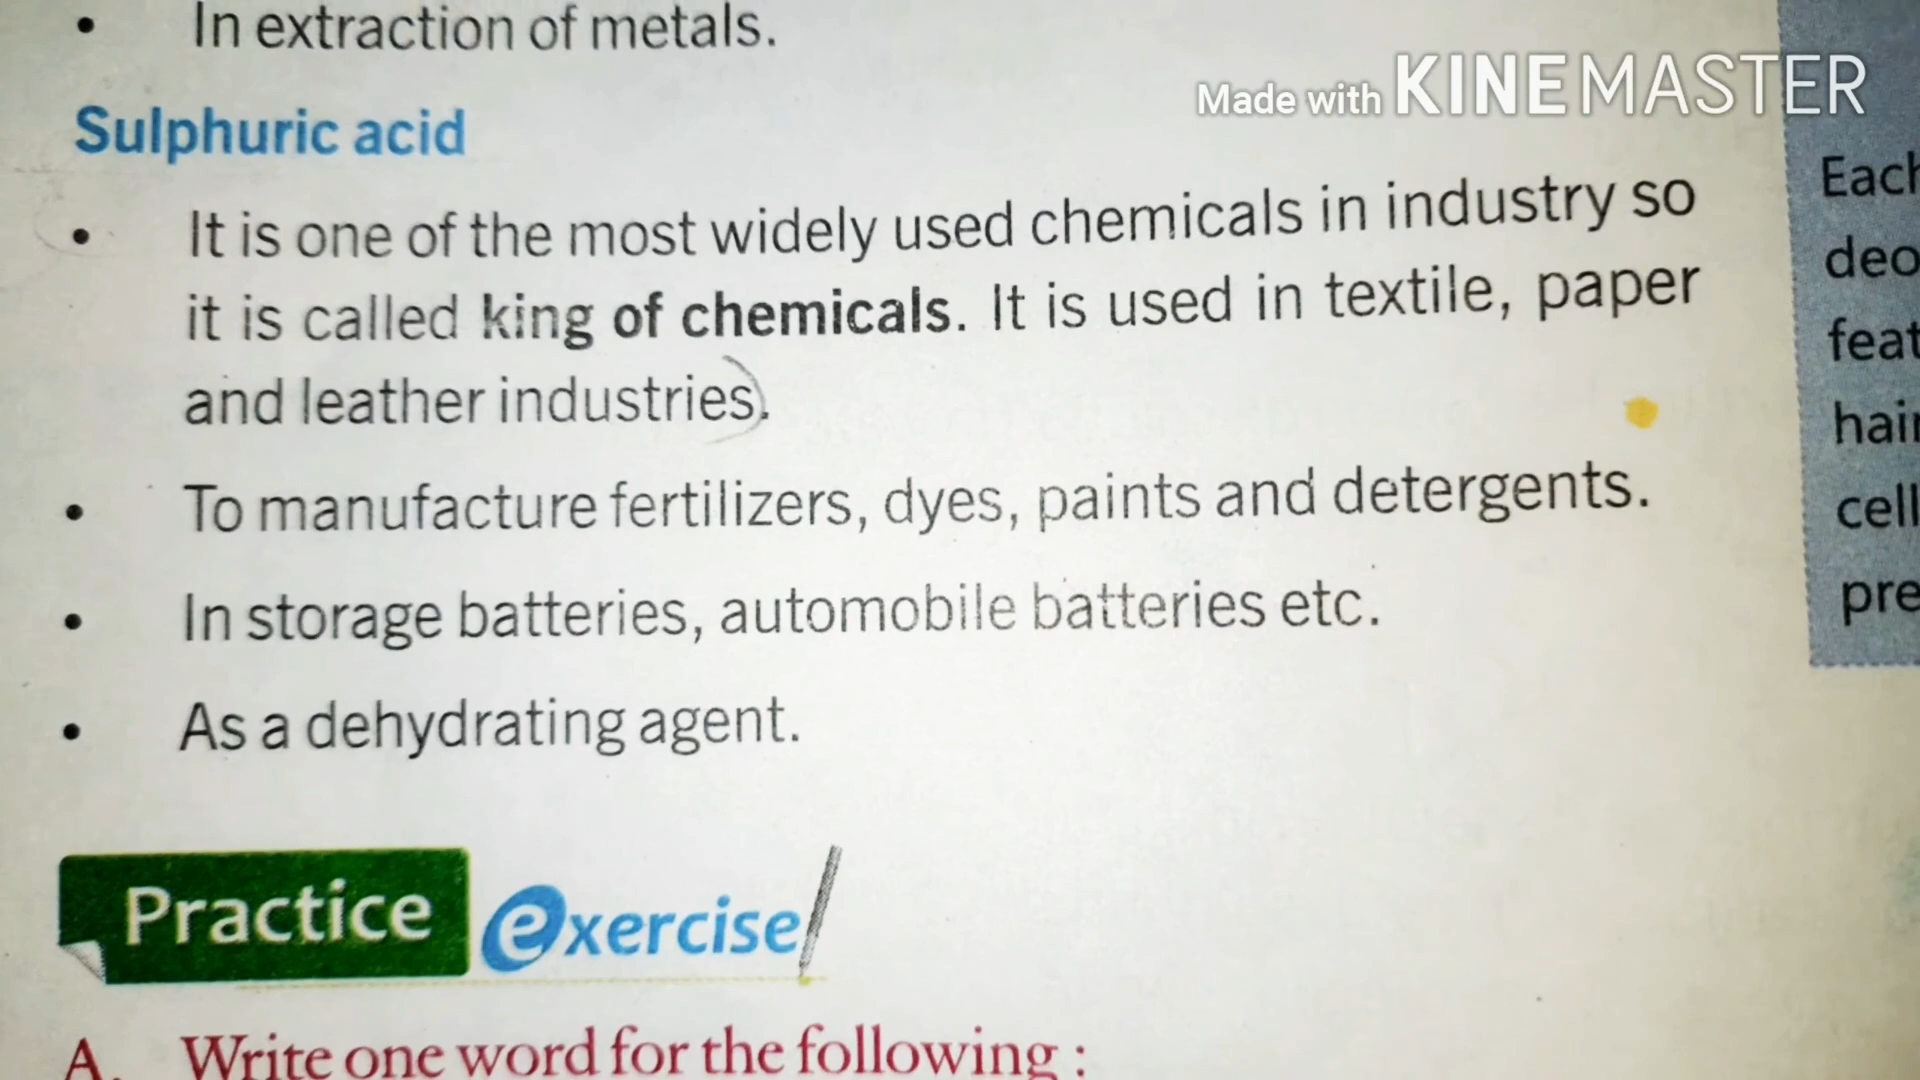 • In extraction of metals.
Made with KINEMASTER
Sulphuric acid
• It is one of the most widely used chemicals in industry so
it is called king of chemicals. It is used in textile, paper
and leather industries.
• To manufacture fertilizers, dyes, paints and detergents.
• In storage batteries, automobile batteries etc.
• As a dehydrating agent.
Practice exercise
A. Write one word for the following :
Each
deo
feat
hair
cell
pre